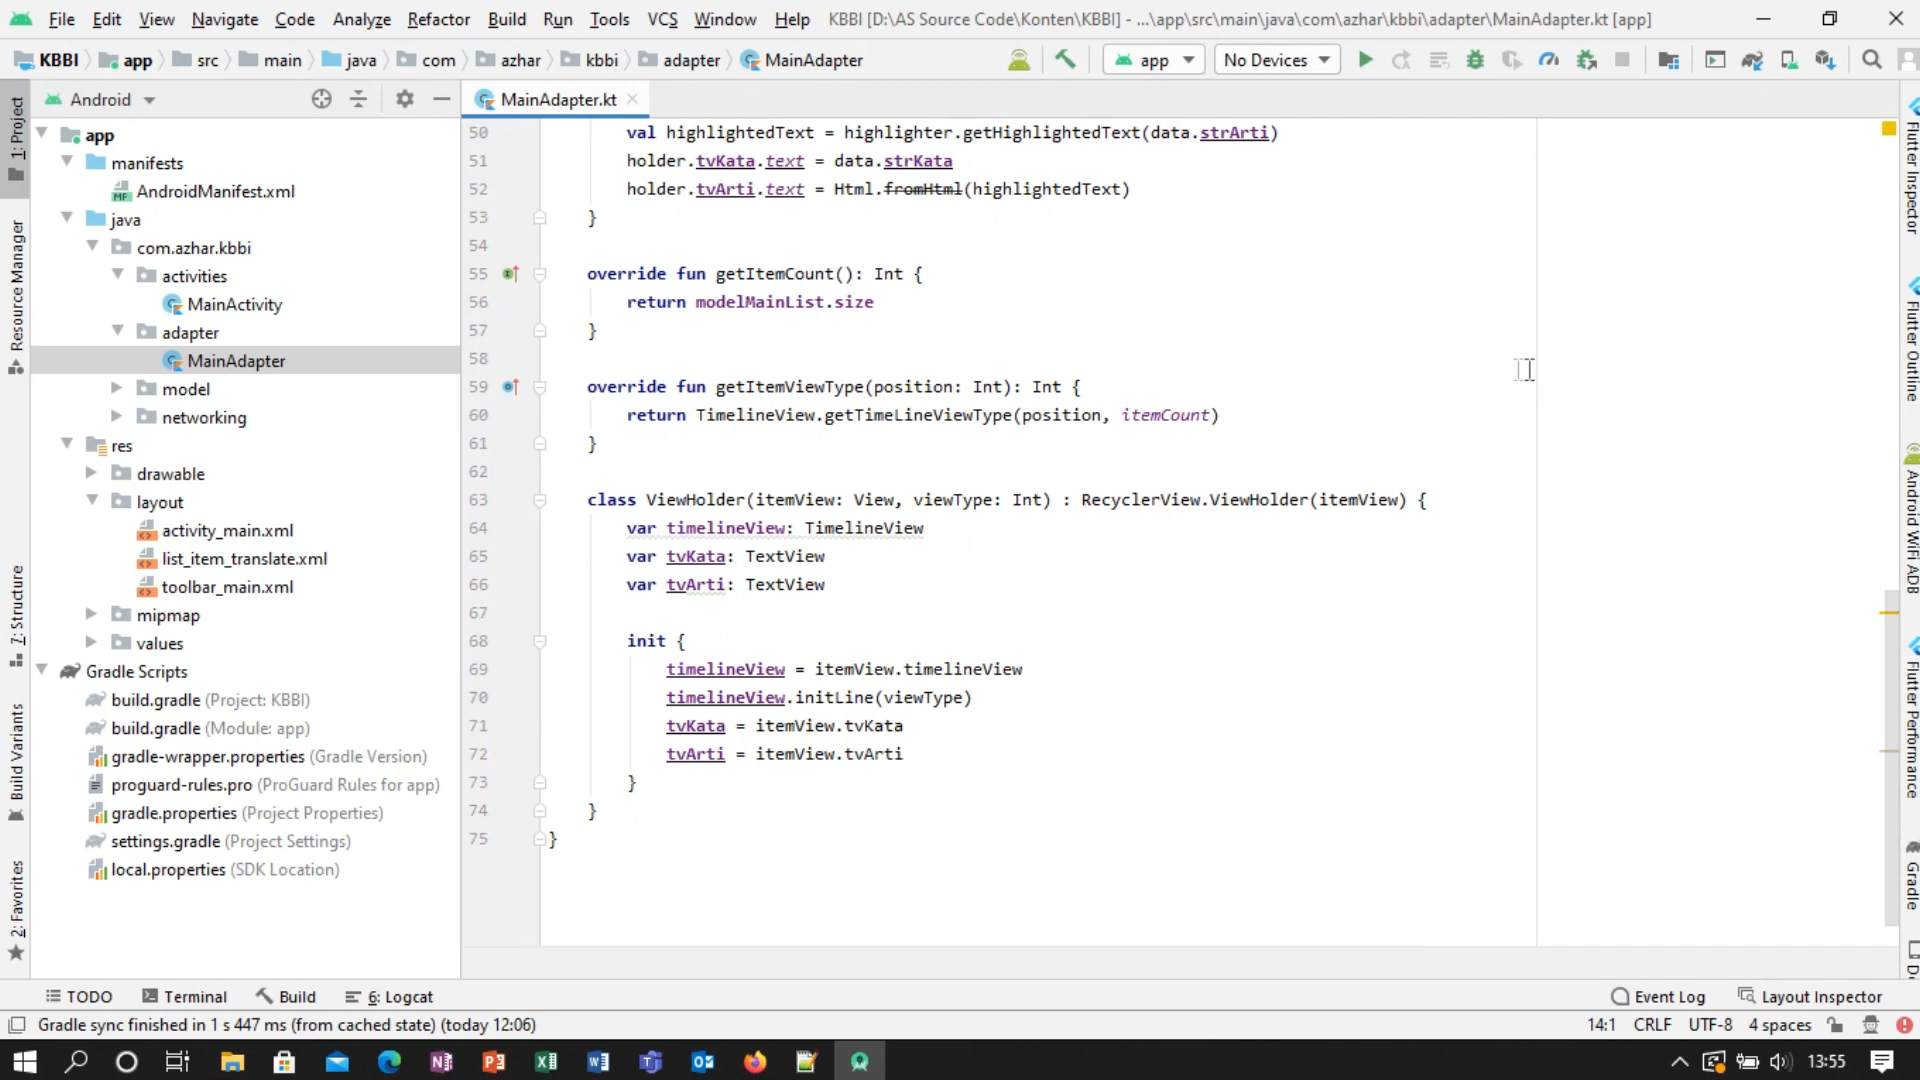 File Edit View Navigate Code Analyze Refactor Build Run Tools VCS Window Help KBBI [D:\AS Source Code\Konten\KBBI] - ...\app\src\main\java\com\azhar\kbbi\adapter\MainAdapter.kt [app]
KBBI app src main java com azhar kbbi adapter MainAdapter app No Devices
Android
MainAdapter.kt
1: Project
Resource Manager
7: Structure
Build Variants
2: Favorites
app
manifests
AndroidManifest.xml
java
com.azhar.kbbi
activities
MainActivity
adapter
MainAdapter
model
networking
res
drawable
layout
activity_main.xml
list_item_translate.xml
toolbar_main.xml
mipmap
values
Gradle Scripts
build.gradle (Project: KBBI)
build.gradle (Module: app)
gradle-wrapper.properties (Gradle Version)
proguard-rules.pro (ProGuard Rules for app)
gradle.properties (Project Properties)
settings.gradle (Project Settings)
local.properties (SDK Location)
50 val highlightedText = highlighter.getHighlightedText(data.strArti)
51 holder.tvKata.text = data.strKata
52 holder.tvArti.text = Html.fromHtml(highlightedText)
53 }
54
55 override fun getItemCount(): Int {
56 return modelMainList.size
57 }
58
59 override fun getItemViewType(position: Int): Int {
60 return TimelineView.getTimeLineViewType(position, itemCount)
61 }
62
63 class ViewHolder(itemView: View, viewType: Int) : RecyclerView.ViewHolder(itemView) {
64 var timelineView: TimelineView
65 var tvKata: TextView
66 var tvArti: TextView
67
68 init {
69 timelineView = itemView.timelineView
70 timelineView.initLine(viewType)
71 tvKata = itemView.tvKata
72 tvArti = itemView.tvArti
73 }
74 }
75 }
Flutter Inspector
Flutter Outline
Android WiFi ADB
Flutter Performance
Gradle
TODO Terminal Build 6: Logcat Event Log Layout Inspector
Gradle sync finished in 1 s 447 ms (from cached state) (today 12:06) 14:1 CRLF UTF-8 4 spaces
13:55